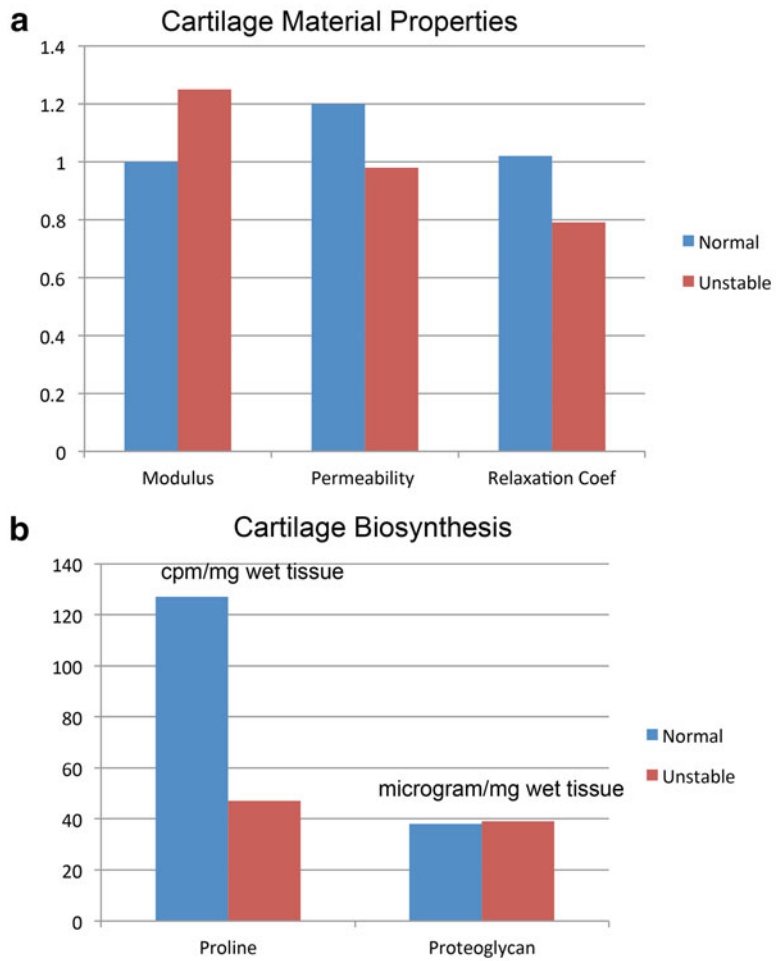 a
Cartilage Material Properties
1.4
1.2
1
0.8
0.6
0.4
0.2
0
Modulus
Permeability
Relaxation Coef
Normal
Unstable
b
Cartilage Biosynthesis
140
120
100
80
60
40
20
0
cpm/mg wet tissue
microgram/mg wet tissue
Proline
Proteoglycan
Normal
Unstable